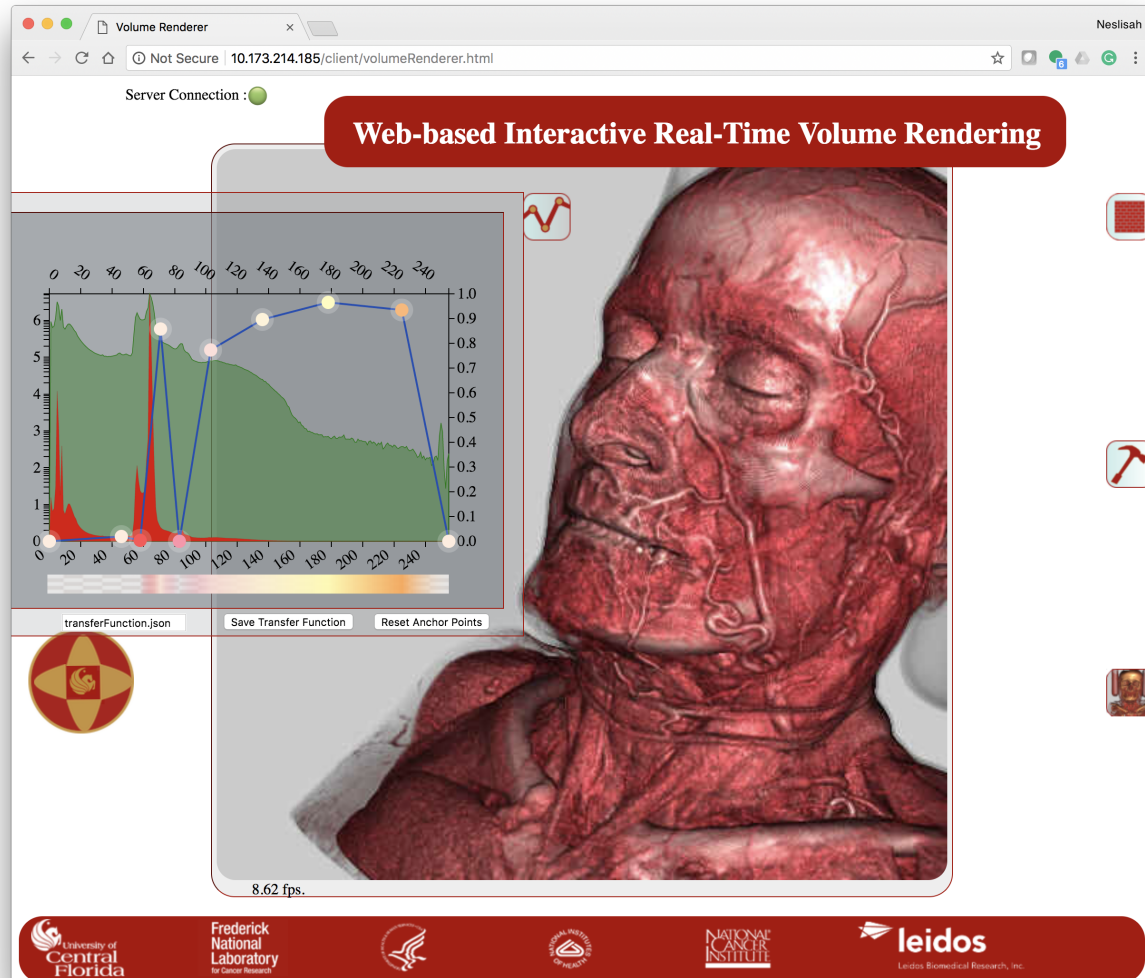 Volume Renderer
Neslisah
Not Secure | 10.173.214.185/client/volumeRenderer.html
6
G
Server Connection :
Web-based Interactive Real-Time Volume Rendering
0 20 40 60 80 100 120 140 160 180 200 220 240
6
5
4
3
2
1
0
1.0
0.9
0.8
0.7
0.6
0.5
0.4
0.3
0.2
0.1
0.0
0 20 40 60 80 100 120 140 160 180 200 220 240
transferFunction.json
Save Transfer Function
Reset Anchor Points
8.62 fps.
University of
Central
Florida
Frederick
National
Laboratory
for Cancer Research
NATIONAL INSTITUTES
OF HEALTH
NATIONAL
CANCER
INSTITUTE
leidos
Leidos Biomedical Research, Inc.